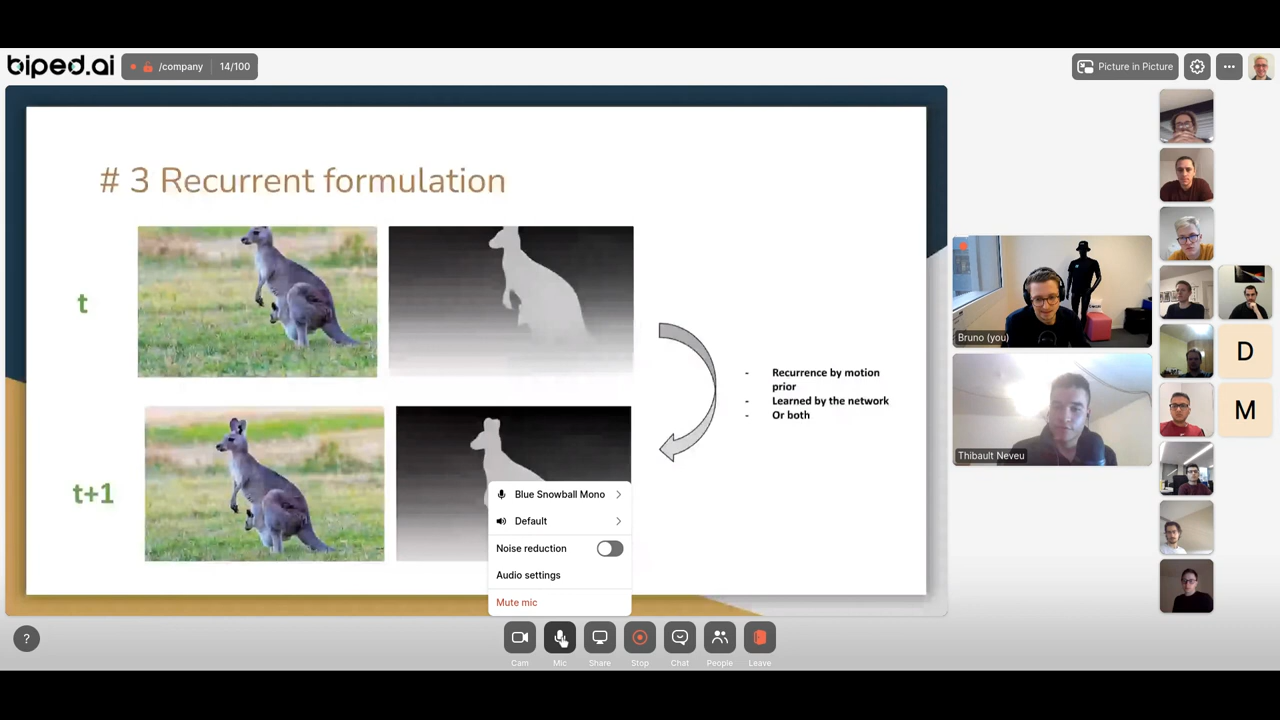 biped.ai
/company
14/100
Picture in Picture
# 3 Recurrent formulation
t
t+1
- Recurrence by motion
prior
- Learned by the network
- Or both
Bruno (you)
Thibault Neveu
D
M
Blue Snowball Mono
Default
Noise reduction
Audio settings
Mute mic
?
Cam
Mic
Share
Stop
Chat
People
Leave